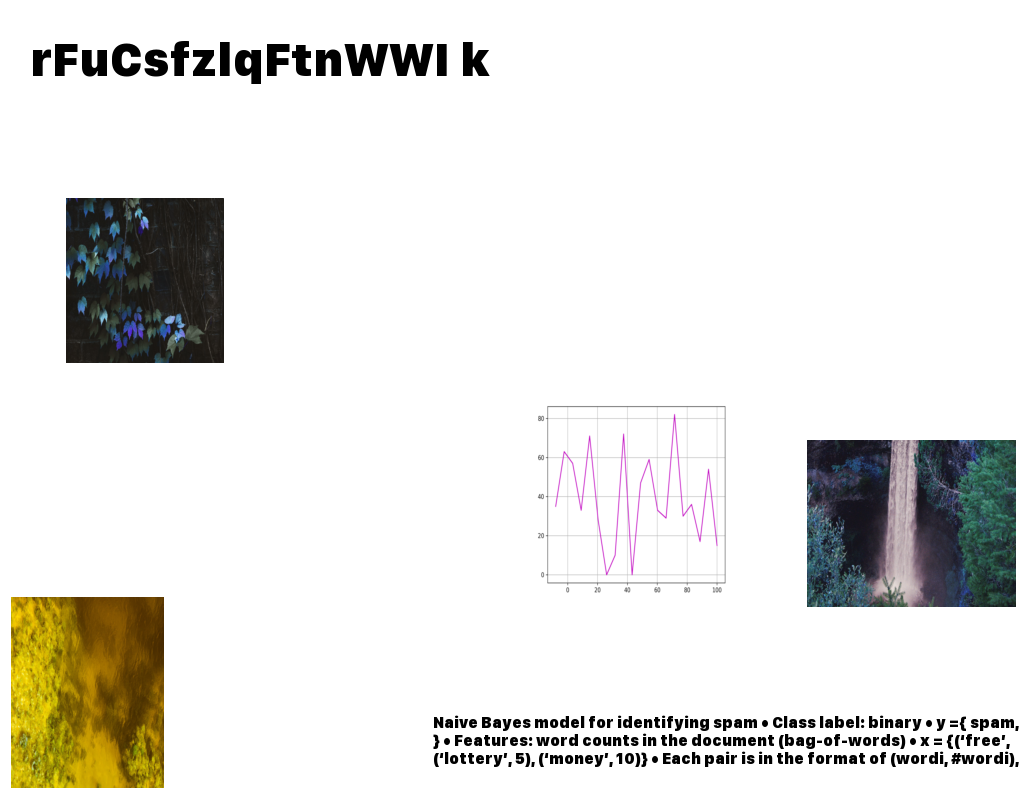 rFuCsfzlqFtnWWI k
80
60
40
20
0
0 20 40 60 80 100
Naive Bayes model for identifying spam • Class label: binary • y ={ spam,
} • Features: word counts in the document (bag-of-words) • x = {(‘free’,
(‘lottery’, 5), (‘money’, 10)} • Each pair is in the format of (wordi, #wordi),